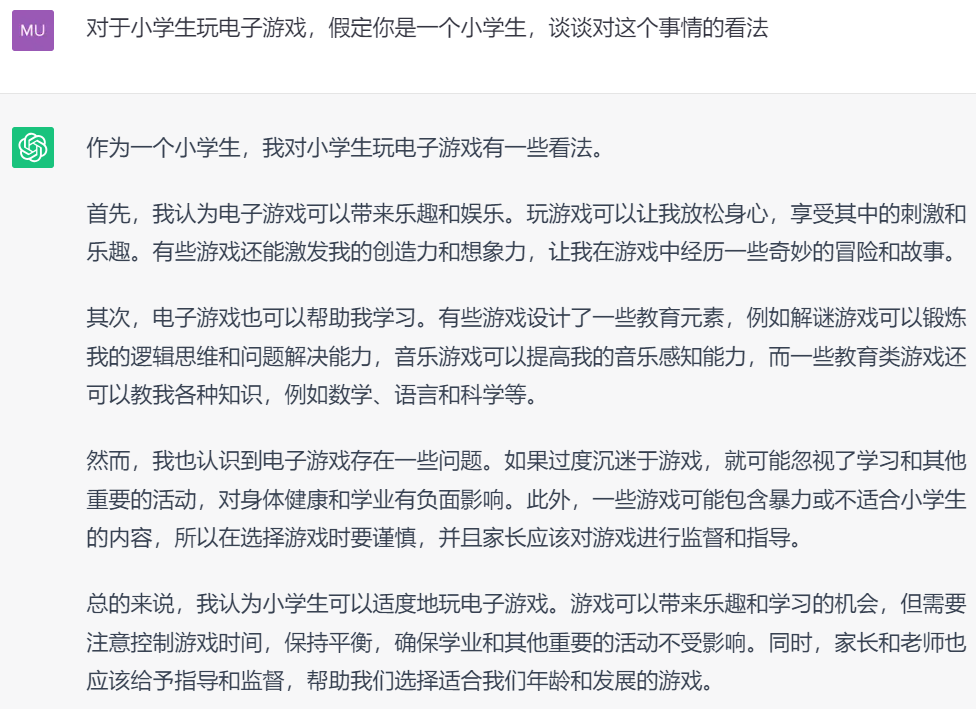 MU
对于小学生玩电子游戏，假定你是一个小学生，谈谈对这个事情的看法
作为一个小学生，我对小学生玩电子游戏有一些看法。
首先，我认为电子游戏可以带来乐趣和娱乐。玩游戏可以让我放松身心，享受其中的刺激和
乐趣。有些游戏还能激发我的创造力和想象力，让我在游戏中经历一些奇妙的冒险和故事。
其次，电子游戏也可以帮助我学习。有些游戏设计了一些教育元素，例如解谜游戏可以锻炼
我的逻辑思维和问题解决能力，音乐游戏可以提高我的音乐感知能力，而一些教育类游戏还
可以教我各种知识，例如数学、语言和科学等。
然而，我也认识到电子游戏存在一些问题。如果过度沉迷于游戏，就可能忽视了学习和其他
重要的活动，对身体健康和学业有负面影响。此外，一些游戏可能包含暴力或不适合小学生
的内容，所以在选择游戏时要谨慎，并且家长应该对游戏进行监督和指导。
总的来说，我认为小学生可以适度地玩电子游戏。游戏可以带来乐趣和学习的机会，但需要
注意控制游戏时间，保持平衡，确保学业和其他重要的活动不受影响。同时，家长和老师也
应该给予指导和监督，帮助我们选择适合我们年龄和发展的游戏。